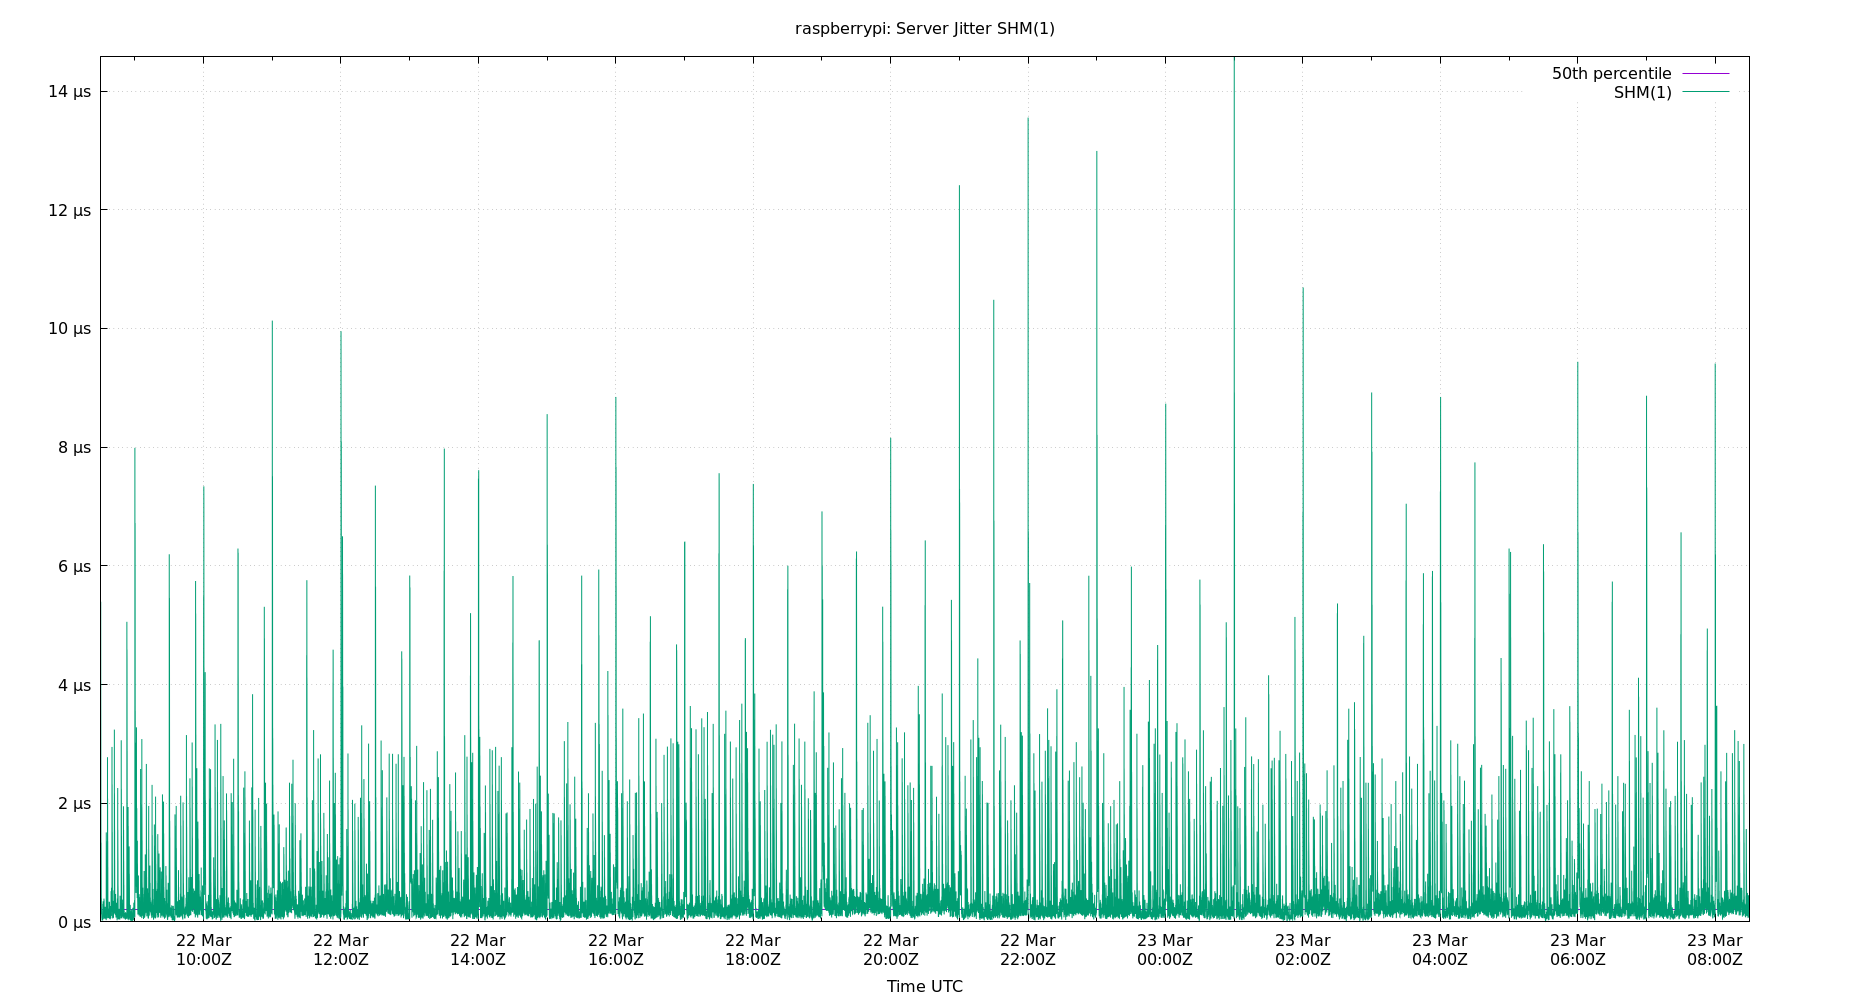 raspberrypi: Server Jitter SHM(1)
50th percentile
SHM(1)
14 µs
12 µs
10 µs
8 µs
6 µs
4 µs
2 µs
0 µs
22 Mar 22 Mar 22 Mar 22 Mar 22 Mar 22 Mar 22 Mar 23 Mar 23 Mar 23 Mar 23 Mar 23 Mar
10:00Z 12:00Z 14:00Z 16:00Z 18:00Z 20:00Z 22:00Z 00:00Z 02:00Z 04:00Z 06:00Z 08:00Z
Time UTC